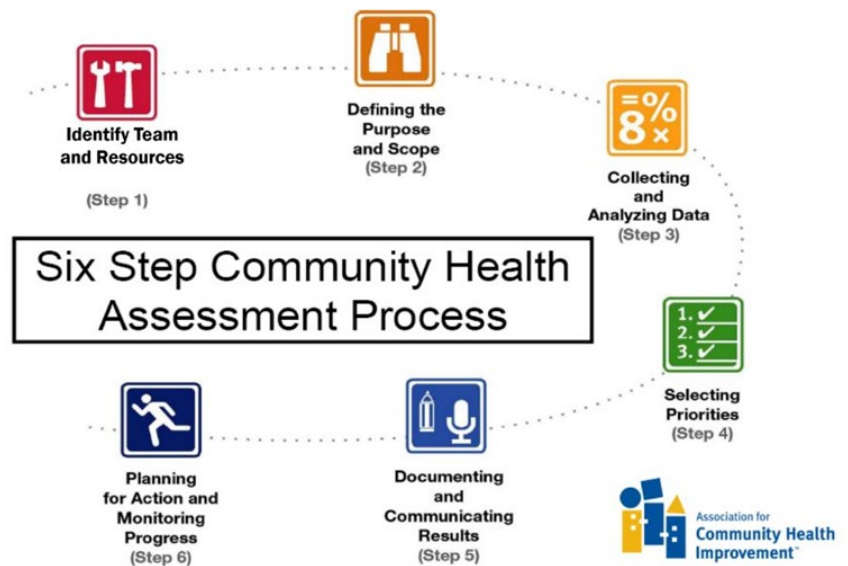 Identify Team
and Resources
(Step 1)
Defining the
Purpose
and Scope
(Step 2)
=%
8×
Collecting
and
Analyzing Data
(Step 3)
Six Step Community Health
Assessment Process
1. ✓
2. ✓
3. ✓
Selecting
Priorities
(Step 4)
Documenting
and
Communicating
Results
(Step 5)
Planning
for Action and
Monitoring
Progress
(Step 6)
Association for
Community Health
Improvement™